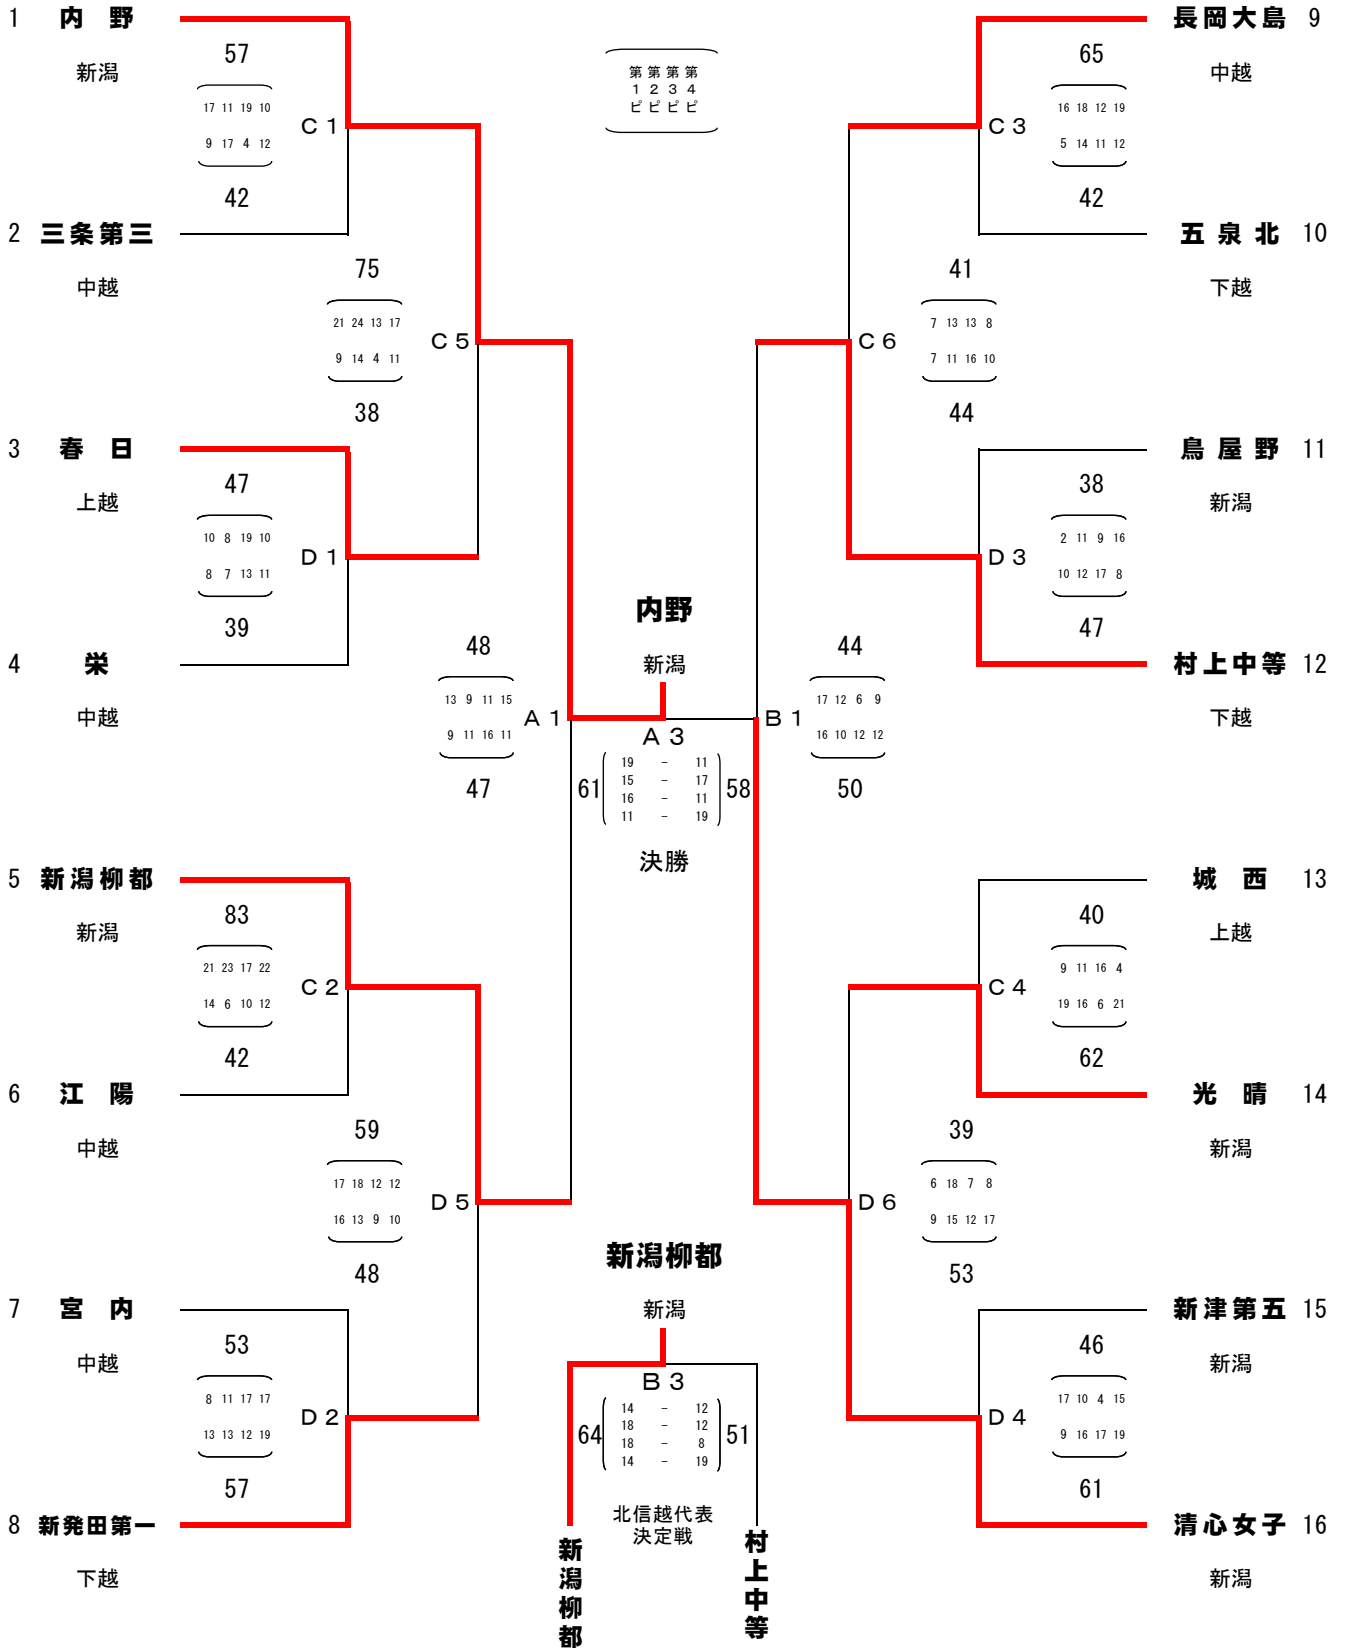 1 内 野
新潟
57
17 11 19 10
C1
9 17 4 12
42
2 三条第三
中越
75
21 24 13 17
C5
9 14 4 11
38
3 春 日
上越
47
10 8 19 10
D1
8 7 13 11
39
4 栄
中越
48
13 9 11 15
A1
9 11 16 11
47
5 新潟柳都
新潟
83
21 23 17 22
C2
14 6 10 12
42
6 江 陽
中越
59
17 18 12 12
D5
16 13 9 10
48
7 宮 内
中越
53
8 11 17 17
D2
13 13 12 19
57
8 新発田第一
下越
第1ピ
第2ピ
第3ピ
第4ピ
内野
新潟
A3
61
19 - 11
15 - 17
16 - 11
11 - 19
58
決勝
新潟柳都
新潟
B3
64
14 - 12
18 - 12
18 - 8
14 - 19
51
北信越代表
決定戦
新潟柳都
村上中等
長岡大島 9
中越
65
16 18 12 19
C3
5 14 11 12
42
五泉北 10
下越
41
7 13 13 8
C6
7 11 16 10
44
鳥屋野 11
新潟
38
2 11 9 16
D3
10 12 17 8
47
村上中等 12
下越
44
17 12 6 9
B1
16 10 12 12
50
城 西 13
上越
40
9 11 16 4
C4
19 16 6 21
62
光 晴 14
新潟
39
6 18 7 8
D6
9 15 12 17
53
新津第五 15
新潟
46
17 10 4 15
D4
9 16 17 19
61
清心女子 16
新潟